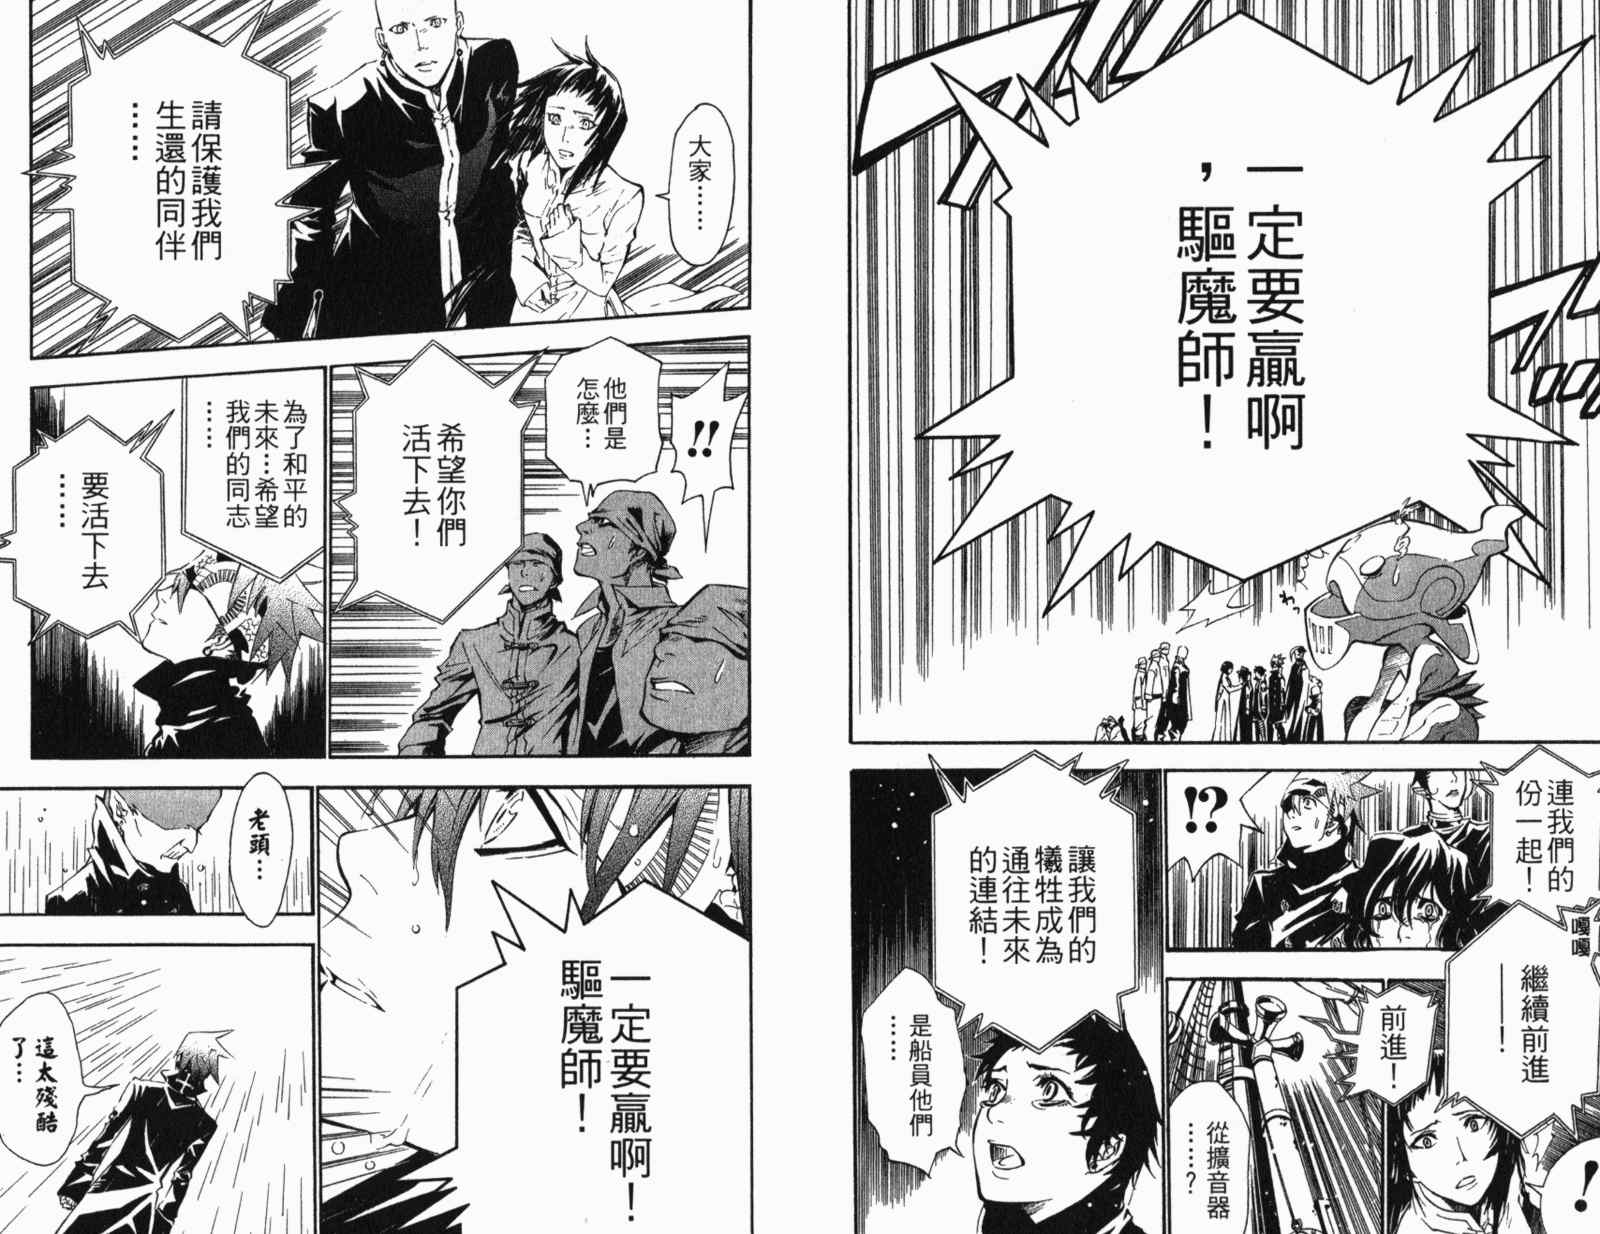 一定要贏啊
，驅魔師！
わっ
連我們的
份一起！
!?
嘎嘎
繼續前進
——！
前進！
從擴音器
……？
！
讓我們的
犧牲成為
通往未來
的連結！
是船員他們
……
大家……
請保護我們
生還的同伴
……
!!
他們是
怎麼…
希望你們
活下去！
為了和平的
未來…希望
我們的同志
……
要活下去
……
一定要贏啊！
驅魔師！
老頭…
這太殘酷
了…